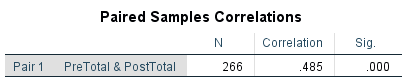 Paired Samples Correlations
N Correlation Sig.
Pair 1 PreTotal & PostTotal 266 .485 .000